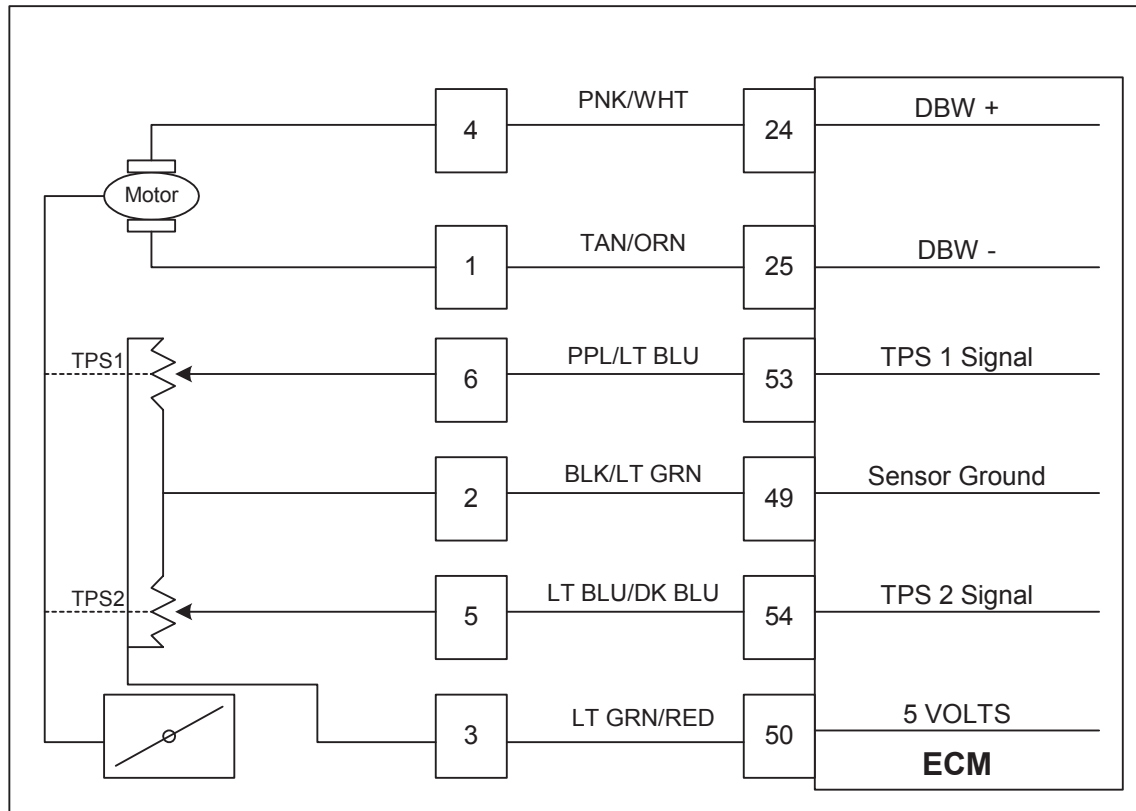 PNK/WHT
4
24
DBW +
Motor
TAN/ORN
1
25
DBW -
TPS1
PPL/LT BLU
6
53
TPS 1 Signal
BLK/LT GRN
2
49
Sensor Ground
TPS2
LT BLU/DK BLU
5
54
TPS 2 Signal
LT GRN/RED
3
50
5 VOLTS
ECM